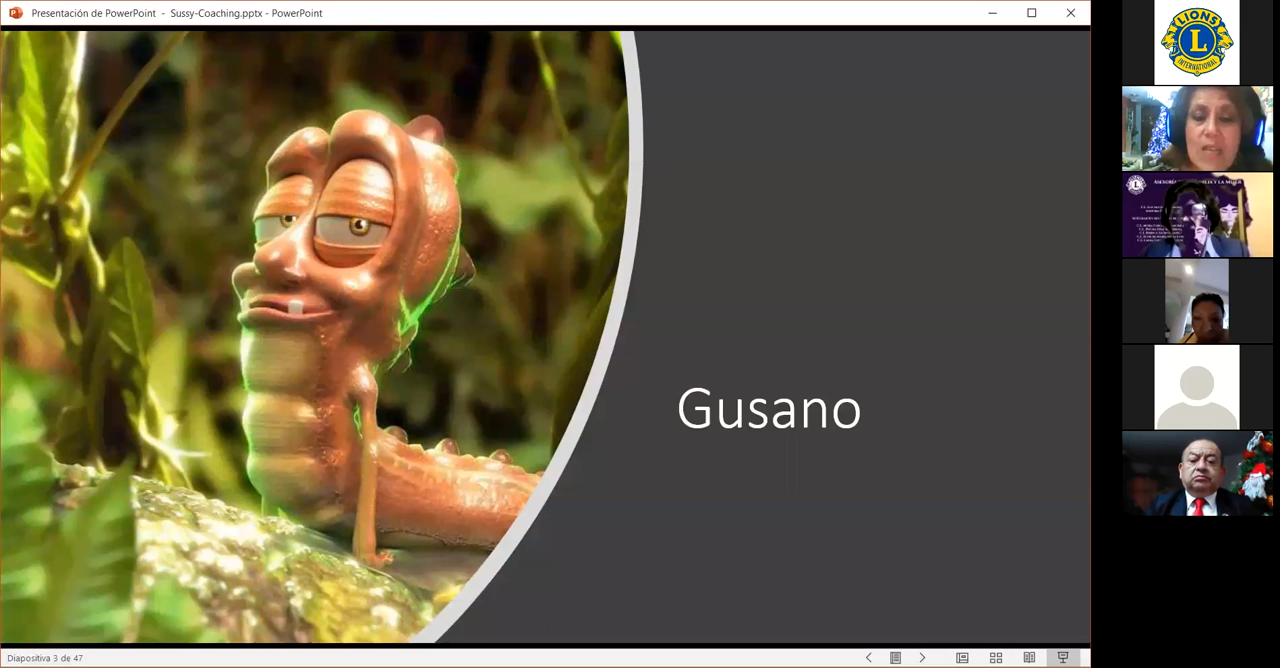 Presentación de PowerPoint - Sussy-Coaching.pptx - PowerPoint
LIONS
L
INTERNATIONAL
Gusano
Diapositiva 3 de 47